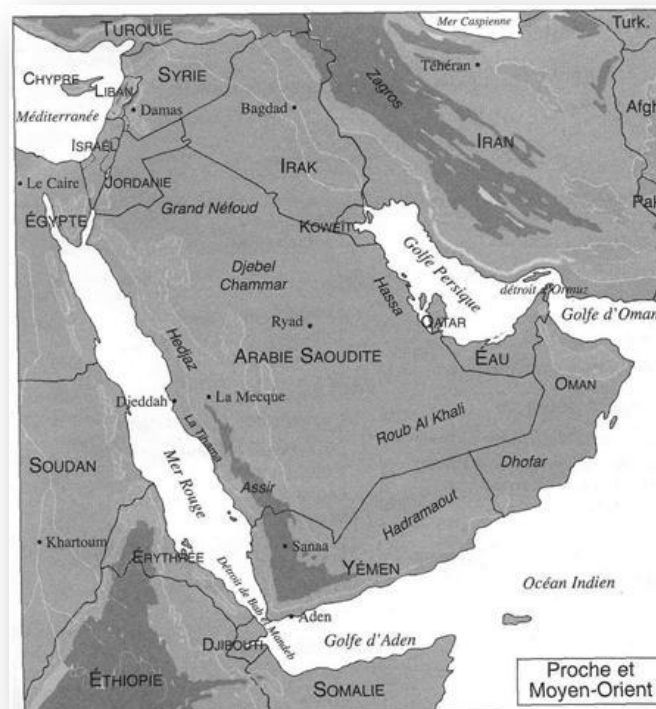 Mer Caspienne
TURQUIE
Turk.
Téhéran
CHYPRE
SYRIE
LIBAN
Zagros
Méditerranée
Damas
Bagdad
Afgh
IRAN
ISRAËL
IRAK
Le Caire
JORDANIE
Pak
ÉGYPTE
Grand Néfoud
KOWEÏT
Golfe Persique
Djebel
Chammar
Hassa
détroit d'Ormuz
Golfe d'Oman
QATAR
Ryad
Hedjaz
ARABIE SAOUDITE
ÉAU
OMAN
Djeddah
La Mecque
La Tihama
Roub Al Khali
SOUDAN
Mer Rouge
Dhofar
Assir
Hadramaout
Khartoum
Sanaa
ÉRYTHRÉE
YÉMEN
Détroit de Bab el Mandeb
Océan Indien
Aden
DJIBOUTI
Golfe d'Aden
ÉTHIOPIE
SOMALIE
Proche et
Moyen-Orient